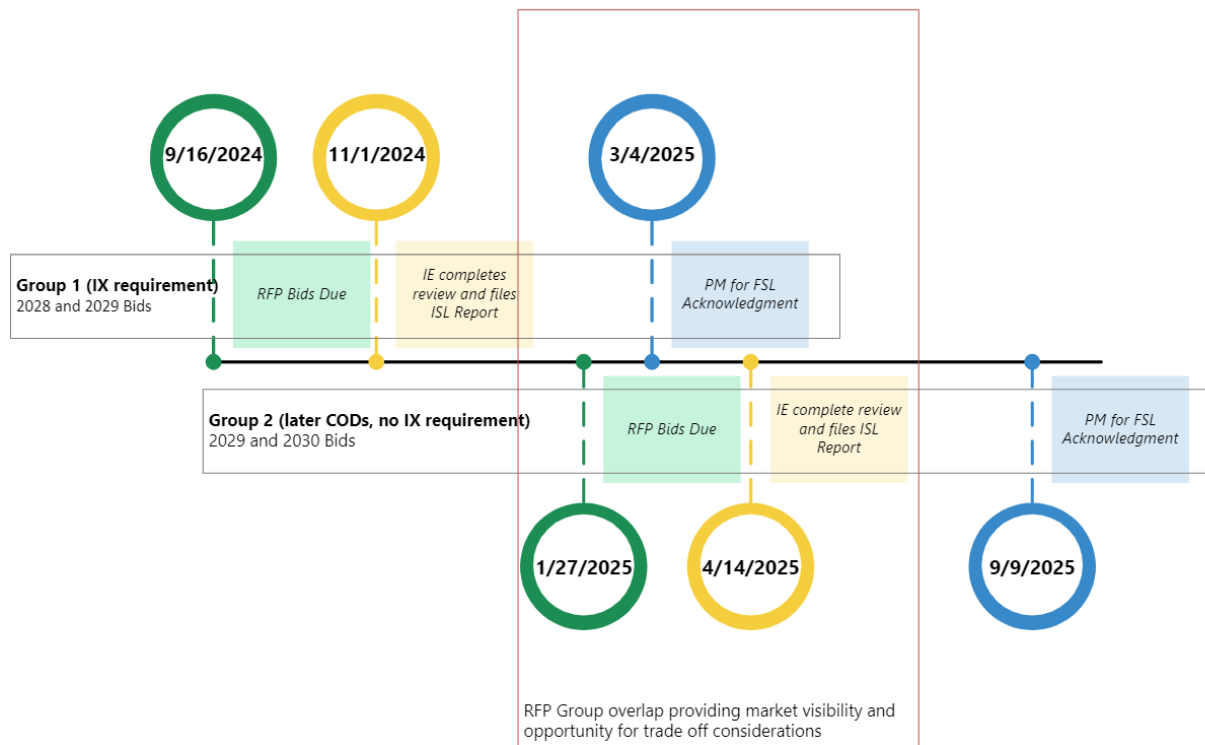 9/16/2024
11/1/2024
3/4/2025
Group 1 (IX requirement)
2028 and 2029 Bids
RFP Bids Due
IE completes
review and files
ISL Report
PM for FSL
Acknowledgment
Group 2 (later CODs, no IX requirement)
2029 and 2030 Bids
RFP Bids Due
IE complete review
and files ISL
Report
PM for FSL
Acknowledgment
1/27/2025
4/14/2025
9/9/2025
RFP Group overlap providing market visibility and
opportunity for trade off considerations